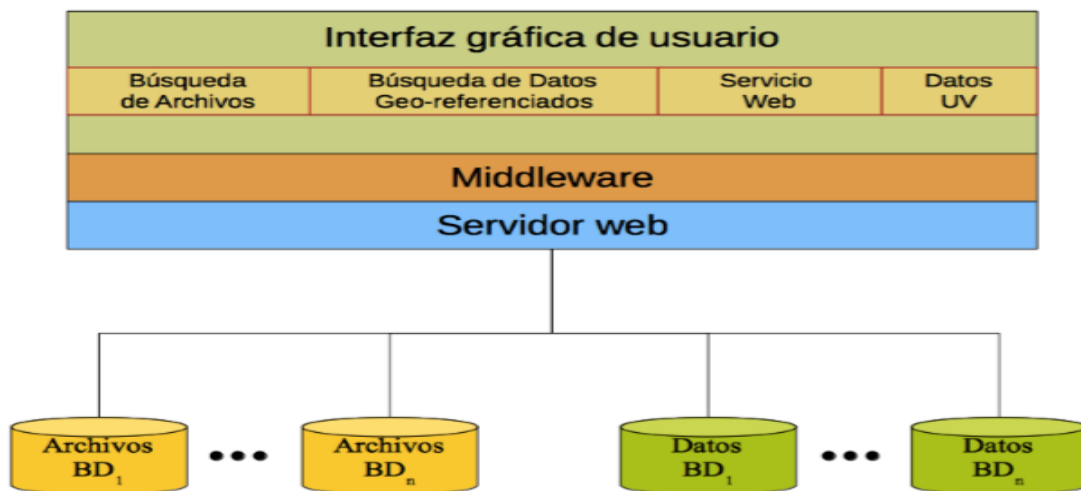 Interfaz gráfica de usuario
Búsqueda
de Archivos
Búsqueda de Datos
Geo-referenciados
Servicio
Web
Datos
UV
Middleware
Servidor web
Archivos
BD₁
Archivos
BDₙ
Datos
BD₁
Datos
BDₙ